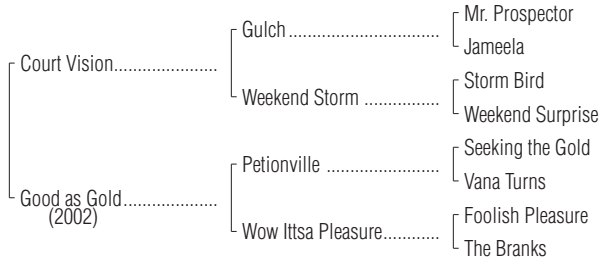 Mr. Prospector
Gulch........................................
Jameela
Court Vision.......................
Storm Bird
Weekend Storm ...................
Weekend Surprise
Seeking the Gold
Petionville ............................
Vana Turns
Good as Gold.....................
(2002)
Foolish Pleasure
Wow Ittsa Pleasure..............
The Branks